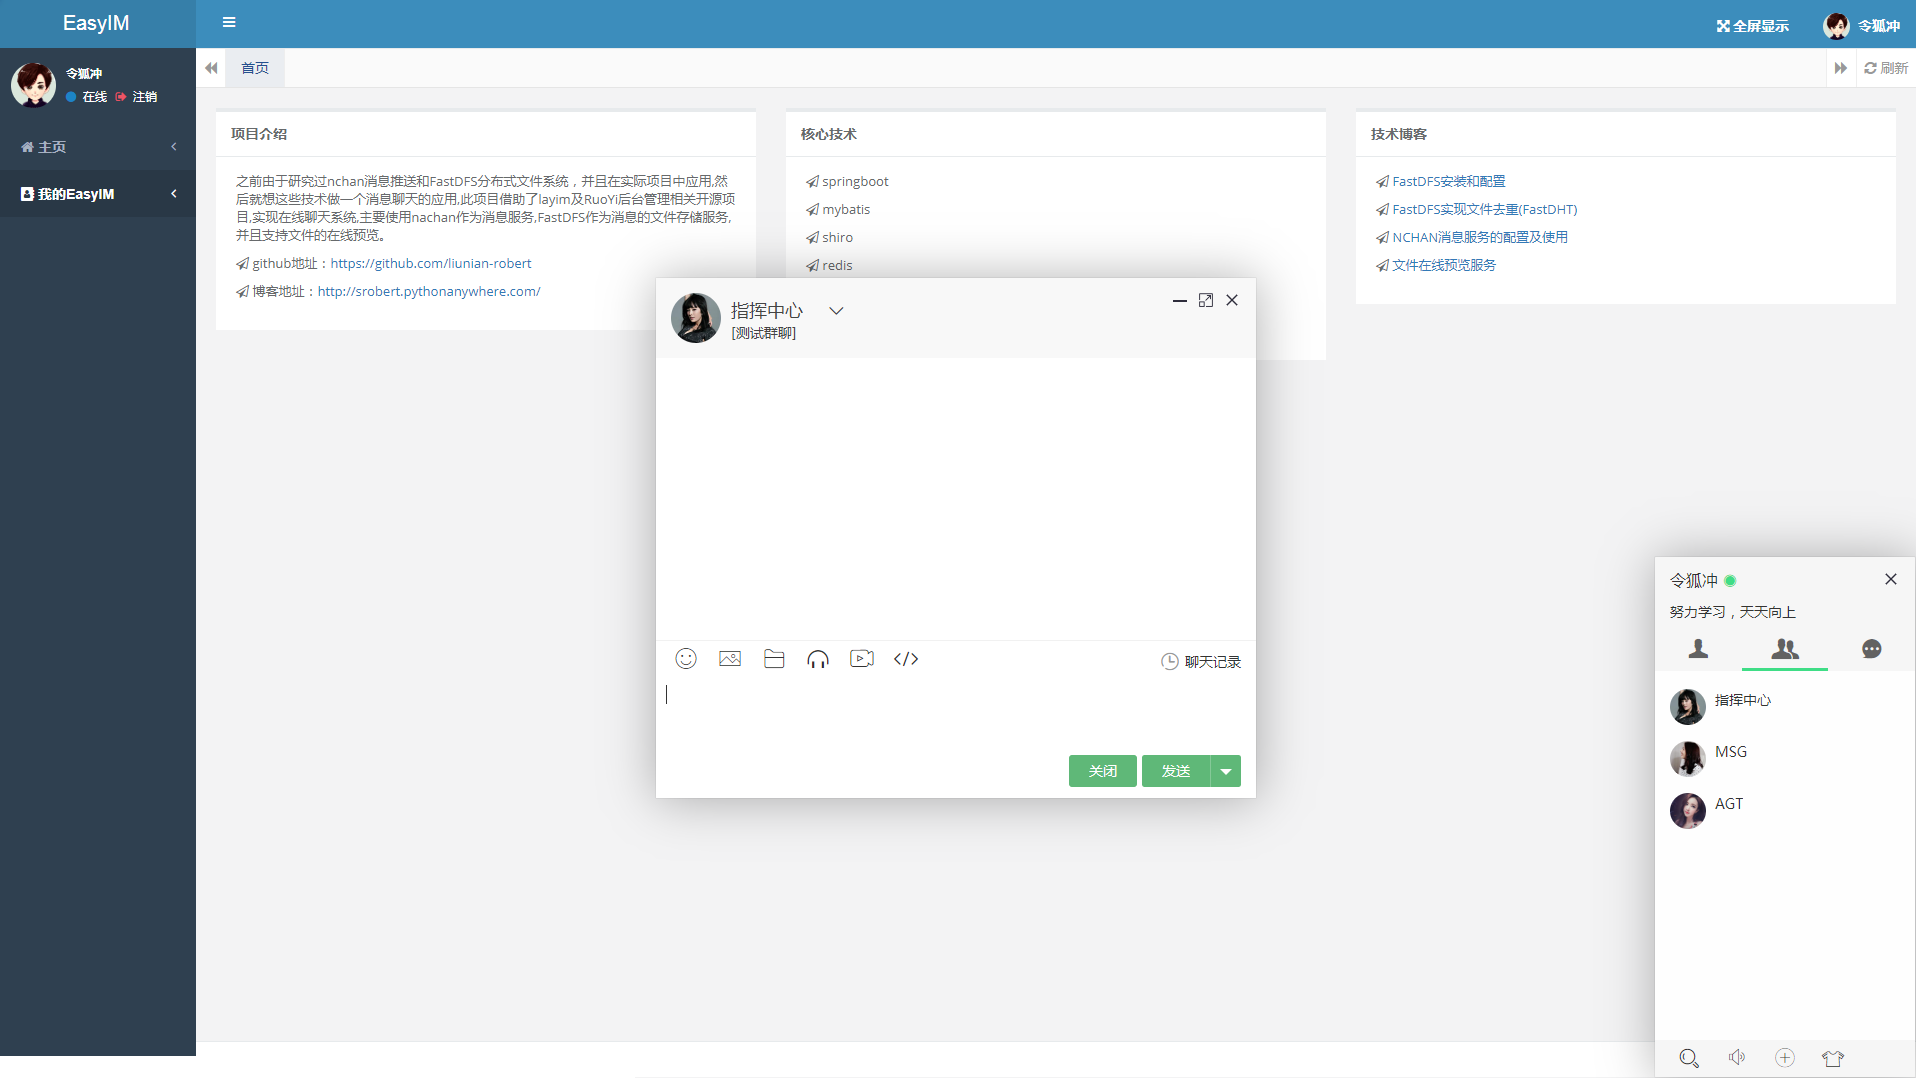 EasyIM
全屏显示
令狐冲
令狐冲
在线 注销
主页
我的EasyIM
首页
刷新
项目介绍
之前由于研究过nchan消息推送和FastDFS分布式文件系统，并且在实际项目中应用,然
后就想这些技术做一个消息聊天的应用,此项目借助了layim及RuoYi后台管理相关开源项
目,实现在线聊天系统,主要使用nachan作为消息服务,FastDFS作为消息的文件存储服务,
并且支持文件的在线预览。
github地址：https://github.com/liunian-robert
博客地址：http://srobert.pythonanywhere.com/
核心技术
springboot
mybatis
shiro
redis
技术博客
FastDFS安装和配置
FastDFS实现文件去重(FastDHT)
NCHAN消息服务的配置及使用
文件在线预览服务
指挥中心
[测试群聊]
聊天记录
关闭
发送
令狐冲
努力学习，天天向上
指挥中心
MSG
AGT